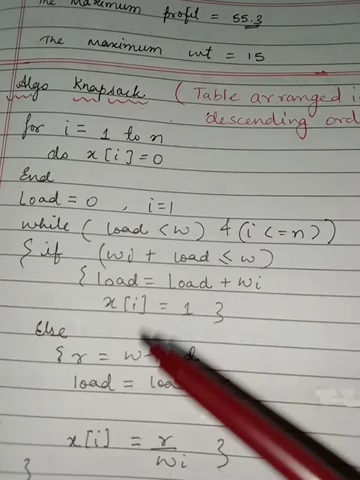 The maximum profit = 55.3
The maximum wt = 15
Algo Knapsack (Table arranged i
descending ord
for i = 1 to n
do x[i]=0
End
Load=0 , i=1
while ( load <w) & (i <=n))
{ if (wi + load ≤ w)
{ load = load + wi
x[i] = 1 }
Else
{ r = w
load =
x[i] = r/wi }
}